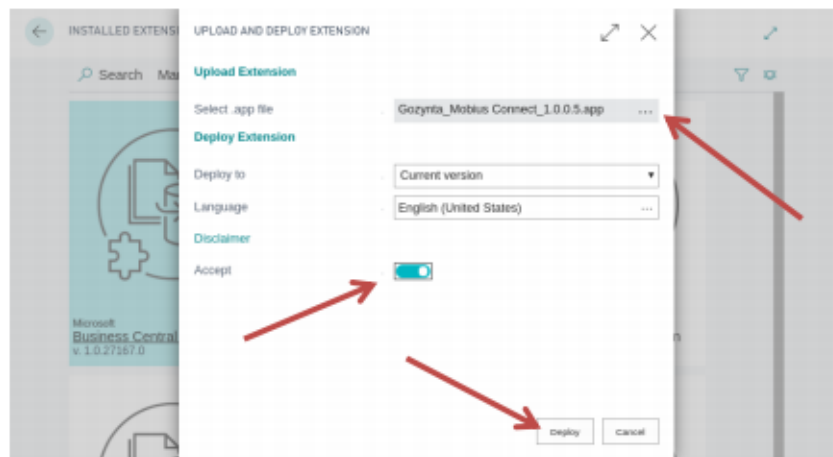 INSTALLED EXTENSI
UPLOAD AND DEPLOY EXTENSION
Search Ma
Upload Extension
Select .app file
Gozynta_Mobius Connect_1.0.0.5.app
Deploy Extension
Deploy to
Current version
Language
English (United States)
Disclaimer
Accept
Microsoft
Business Central
v. 1.0.27167.0
n
Deploy
Cancel